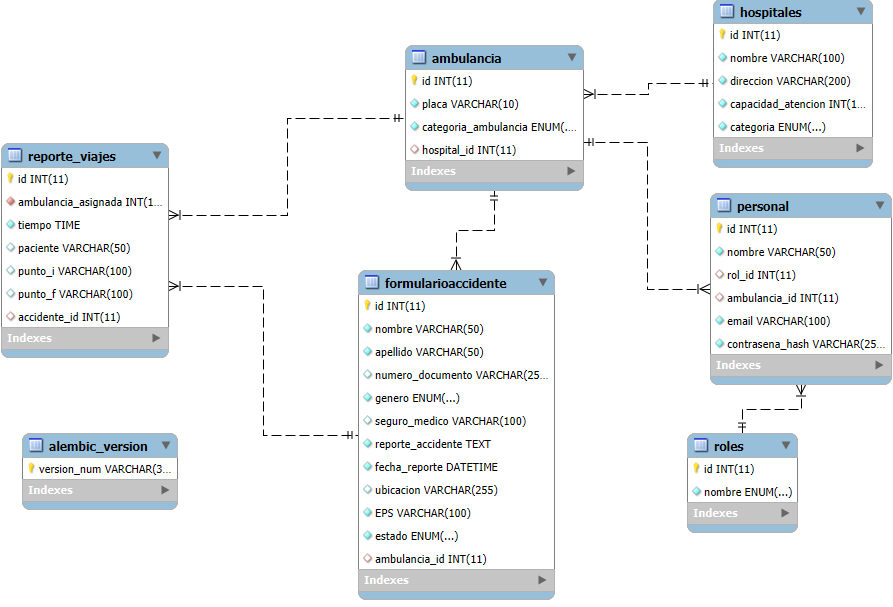 hospitales
id INT(11)
nombre VARCHAR(100)
direccion VARCHAR(200)
capacidad_atencion INT(1...
categoria ENUM(...)
Indexes
ambulancia
id INT(11)
placa VARCHAR(10)
categoria_ambulancia ENUM(....
hospital_id INT(11)
Indexes
reporte_viajes
id INT(11)
ambulancia_asignada INT(1...
tiempo TIME
paciente VARCHAR(50)
punto_i VARCHAR(100)
punto_f VARCHAR(100)
accidente_id INT(11)
Indexes
personal
id INT(11)
nombre VARCHAR(50)
rol_id INT(11)
ambulancia_id INT(11)
email VARCHAR(100)
contrasena_hash VARCHAR(25...
Indexes
formularioaccidente
id INT(11)
nombre VARCHAR(50)
apellido VARCHAR(50)
numero_documento VARCHAR(25...
genero ENUM(...)
seguro_medico VARCHAR(100)
reporte_accidente TEXT
fecha_reporte DATETIME
ubicacion VARCHAR(255)
EPS VARCHAR(100)
estado ENUM(...)
ambulancia_id INT(11)
Indexes
alembic_version
version_num VARCHAR(3...
Indexes
roles
id INT(11)
nombre ENUM(...)
Indexes